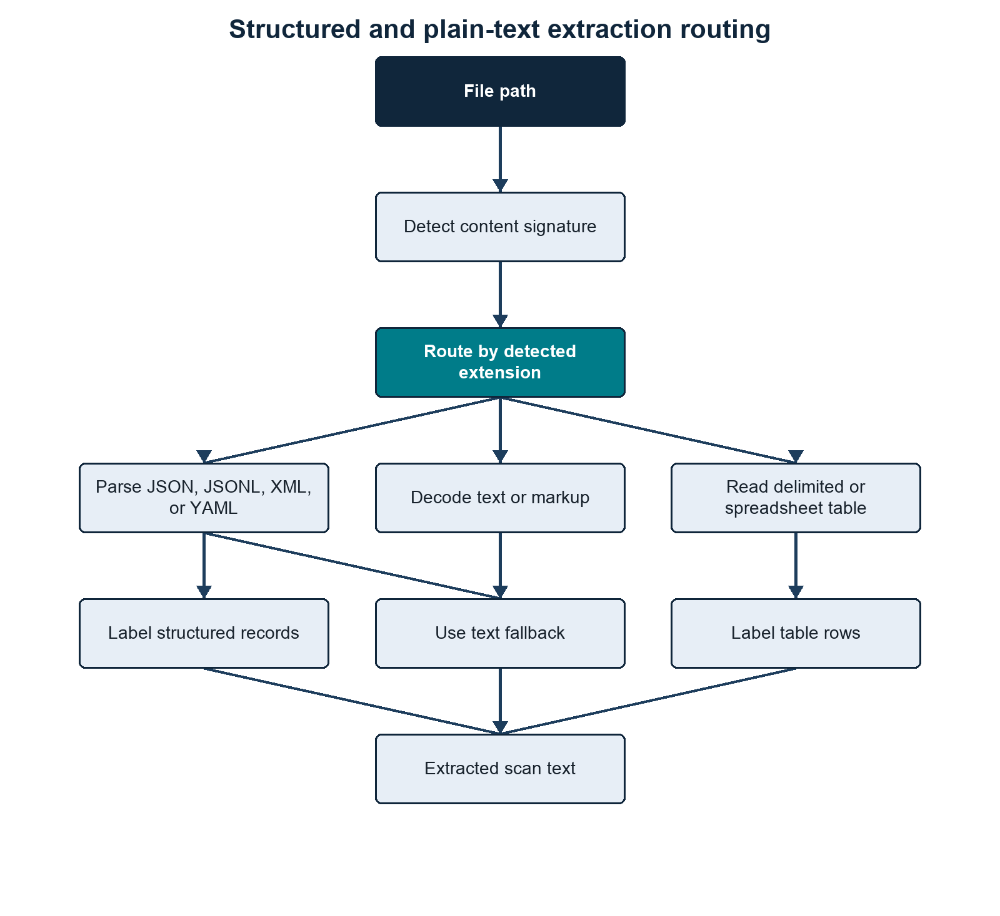 Structured and plain-text extraction routing
File path
Detect content signature
Route by detected
extension
Parse JSON, JSONL, XML,
or YAML
Decode text or markup
Read delimited or
spreadsheet table
Label structured records
Use text fallback
Label table rows
Extracted scan text